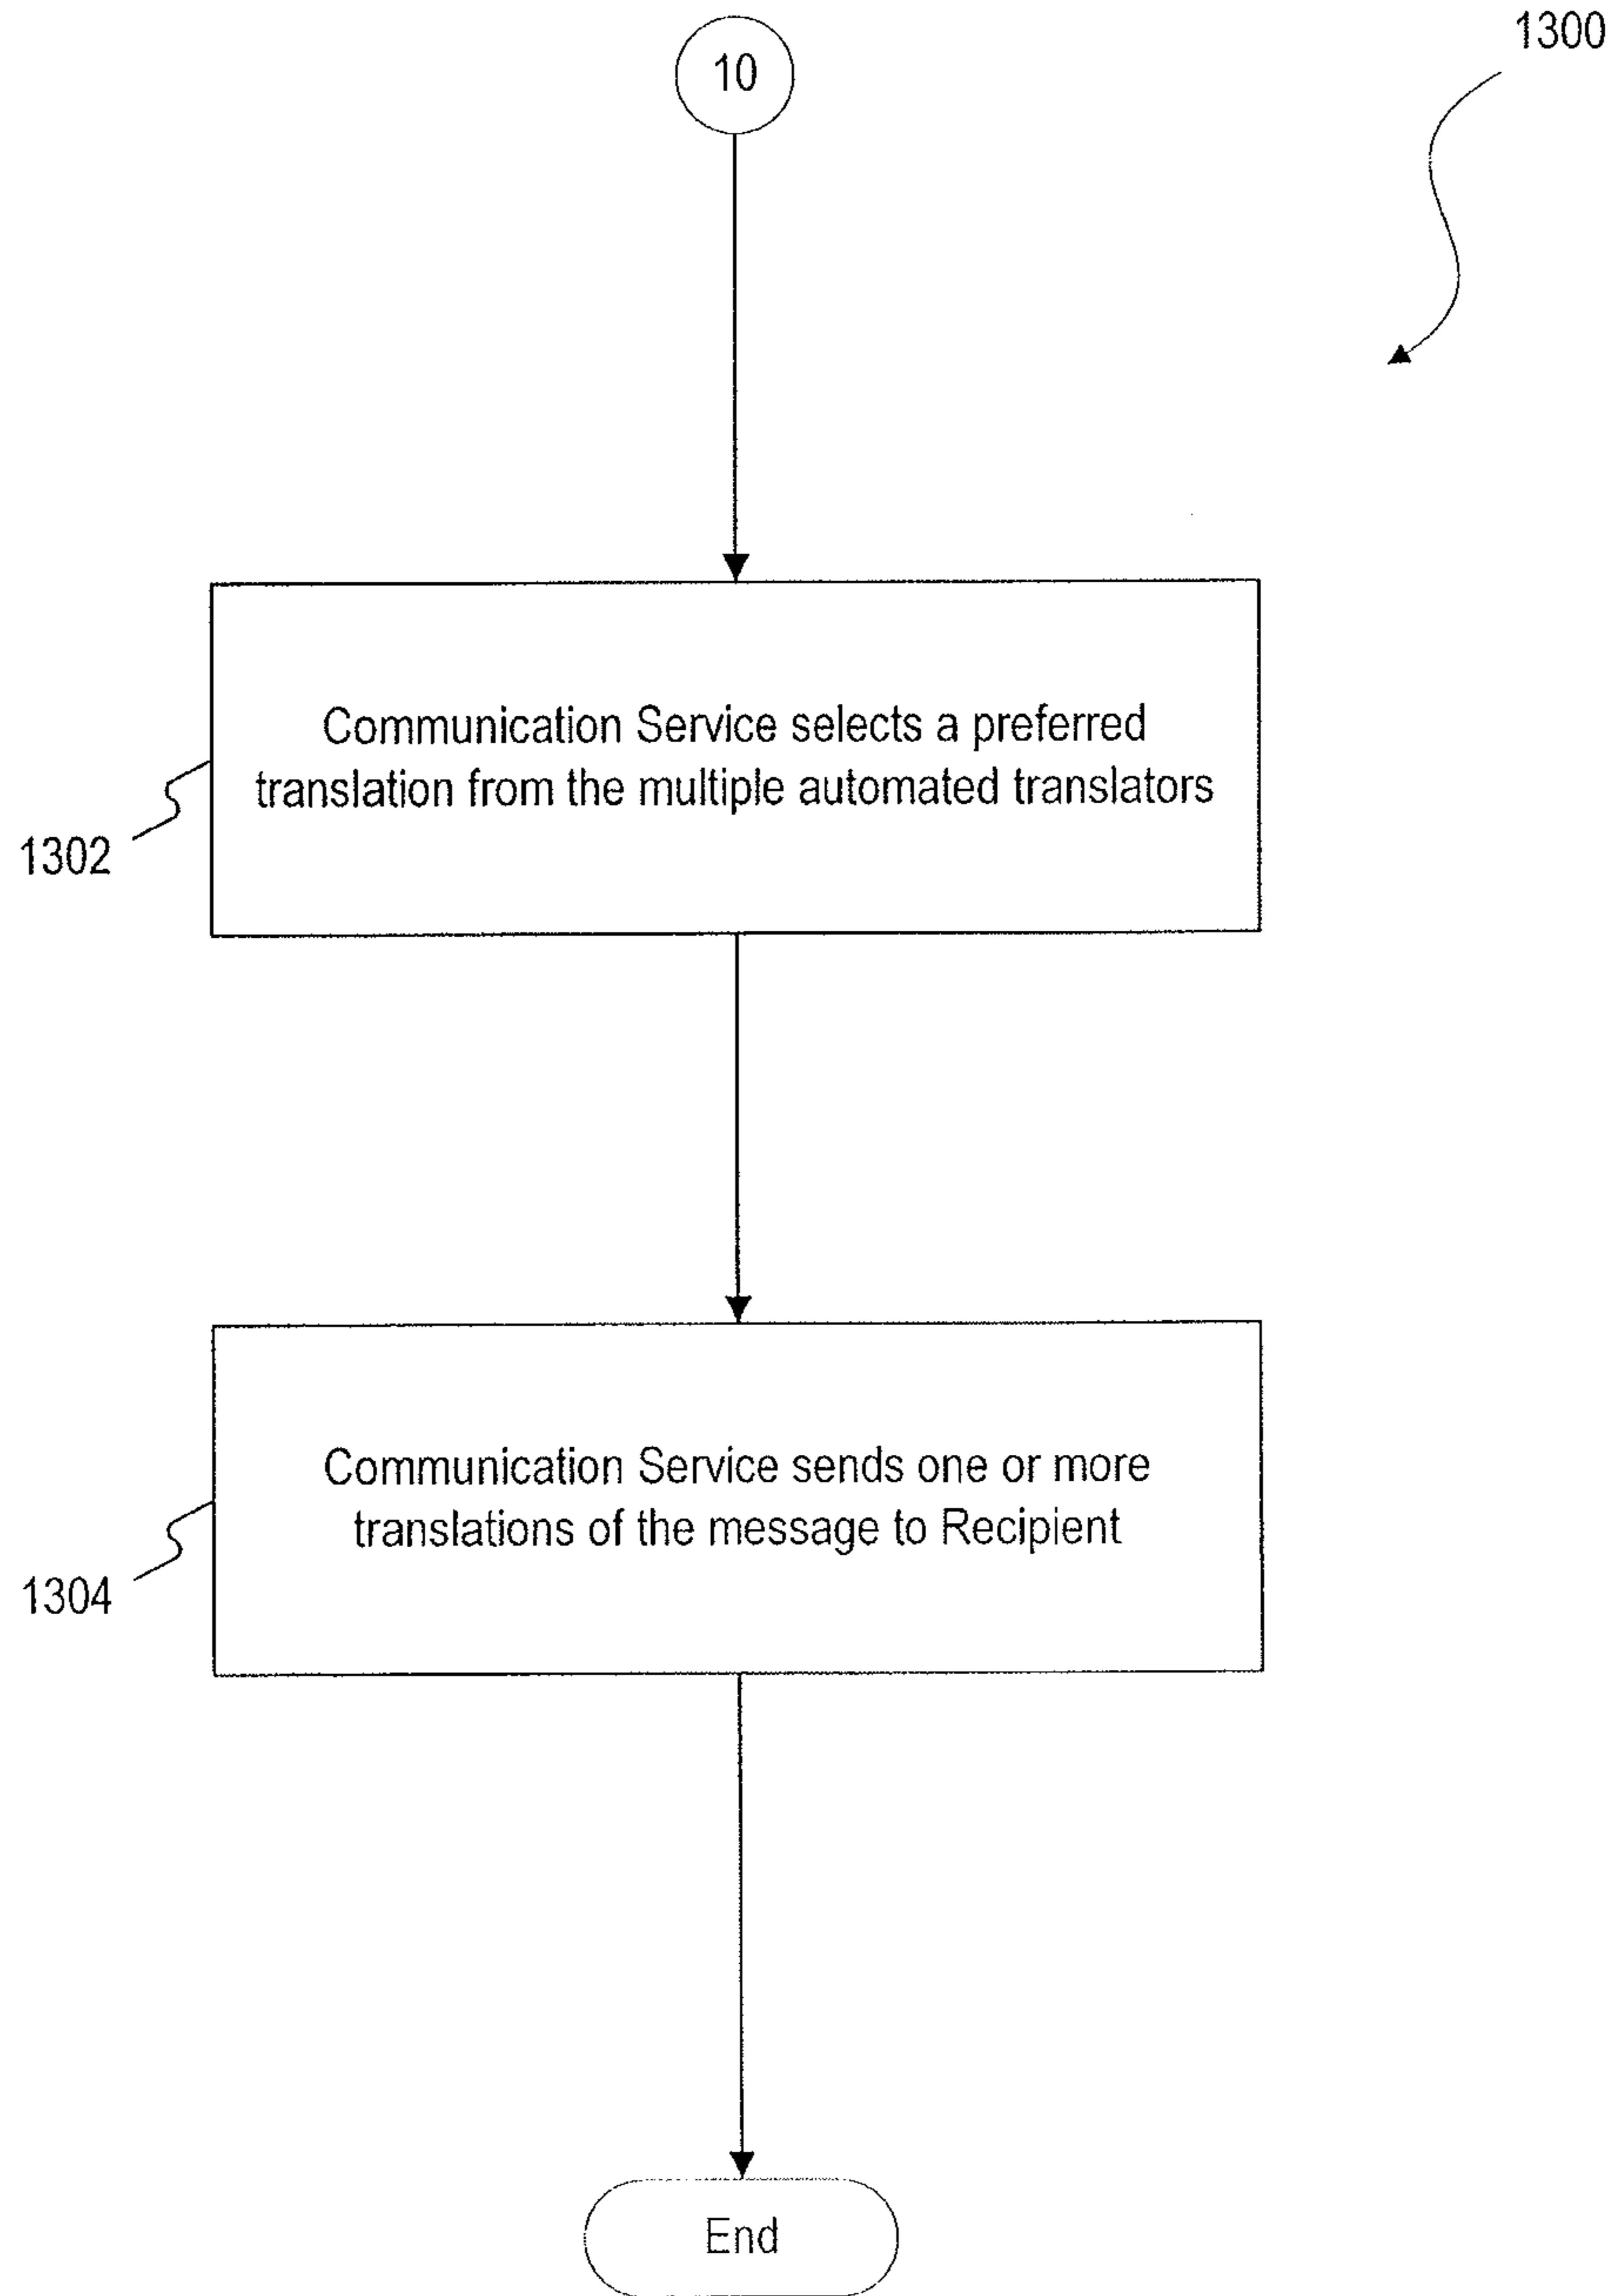 1300
10
Communication Service selects a preferred
translation from the multiple automated translators
1302
Communication Service sends one or more
translations of the message to Recipient
1304
End